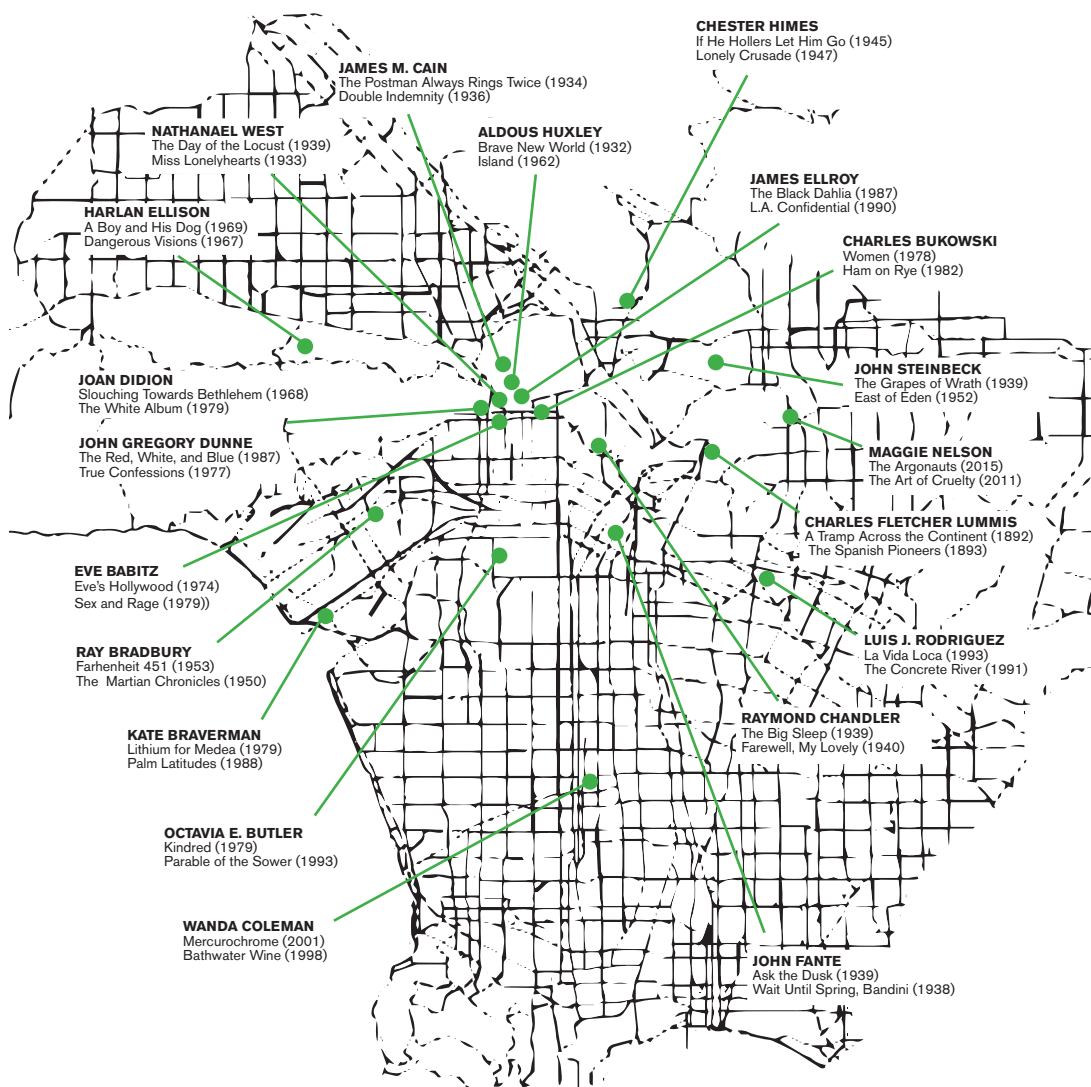 CHESTER HIMES
If He Hollers Let Him Go (1945)
Lonely Crusade (1947)
JAMES M. CAIN
The Postman Always Rings Twice (1934)
Double Indemnity (1936)
NATHANAEL WEST
The Day of the Locust (1939)
Miss Lonelyhearts (1933)
ALDOUS HUXLEY
Brave New World (1932)
Island (1962)
JAMES ELLROY
The Black Dahlia (1987)
L.A. Confidential (1990)
HARLAN ELLISON
A Boy and His Dog (1969)
Dangerous Visions (1967)
CHARLES BUKOWSKI
Women (1978)
Ham on Rye (1982)
JOAN DIDION
Slouching Towards Bethlehem (1968)
The White Album (1979)
JOHN STEINBECK
The Grapes of Wrath (1939)
East of Eden (1952)
JOHN GREGORY DUNNE
The Red, White, and Blue (1987)
True Confessions (1977)
MAGGIE NELSON
The Argonauts (2015)
The Art of Cruelty (2011)
CHARLES FLETCHER LUMMIS
A Tramp Across the Continent (1892)
The Spanish Pioneers (1893)
EVE BABITZ
Eve's Hollywood (1974)
Sex and Rage (1979))
RAY BRADBURY
Farhenheit 451 (1953)
The Martian Chronicles (1950)
LUIS J. RODRIGUEZ
La Vida Loca (1993)
The Concrete River (1991)
KATE BRAVERMAN
Lithium for Medea (1979)
Palm Latitudes (1988)
RAYMOND CHANDLER
The Big Sleep (1939)
Farewell, My Lovely (1940)
OCTAVIA E. BUTLER
Kindred (1979)
Parable of the Sower (1993)
WANDA COLEMAN
Mercurochrome (2001)
Bathwater Wine (1998)
JOHN FANTE
Ask the Dusk (1939)
Wait Until Spring, Bandini (1938)